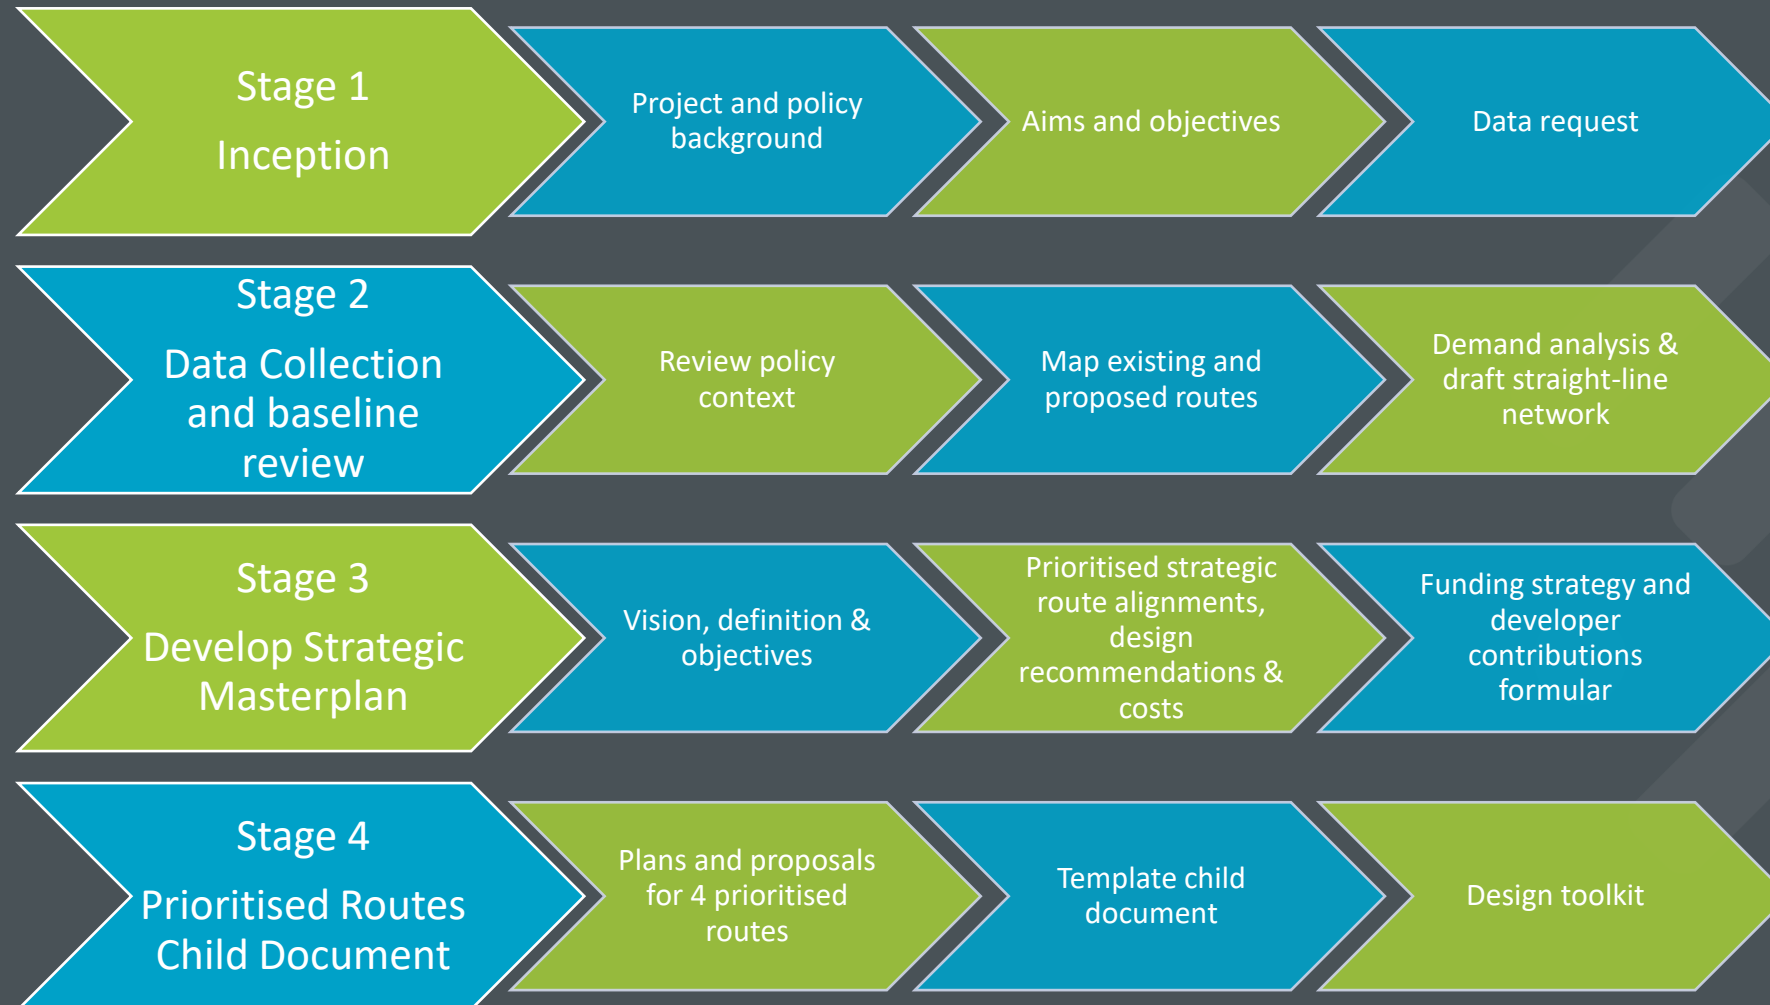 Stage 1
Inception
Project and policy
background
Aims and objectives
Data request
Stage 2
Data Collection
and baseline
review
Review policy
context
Map existing and
proposed routes
Demand analysis &
draft straight-line
network
Stage 3
Develop Strategic
Masterplan
Vision, definition &
objectives
Prioritised strategic
route alignments,
design
recommendations &
costs
Funding strategy and
developer
contributions
formular
Stage 4
Prioritised Routes
Child Document
Plans and proposals
for 4 prioritised
routes
Template child
document
Design toolkit